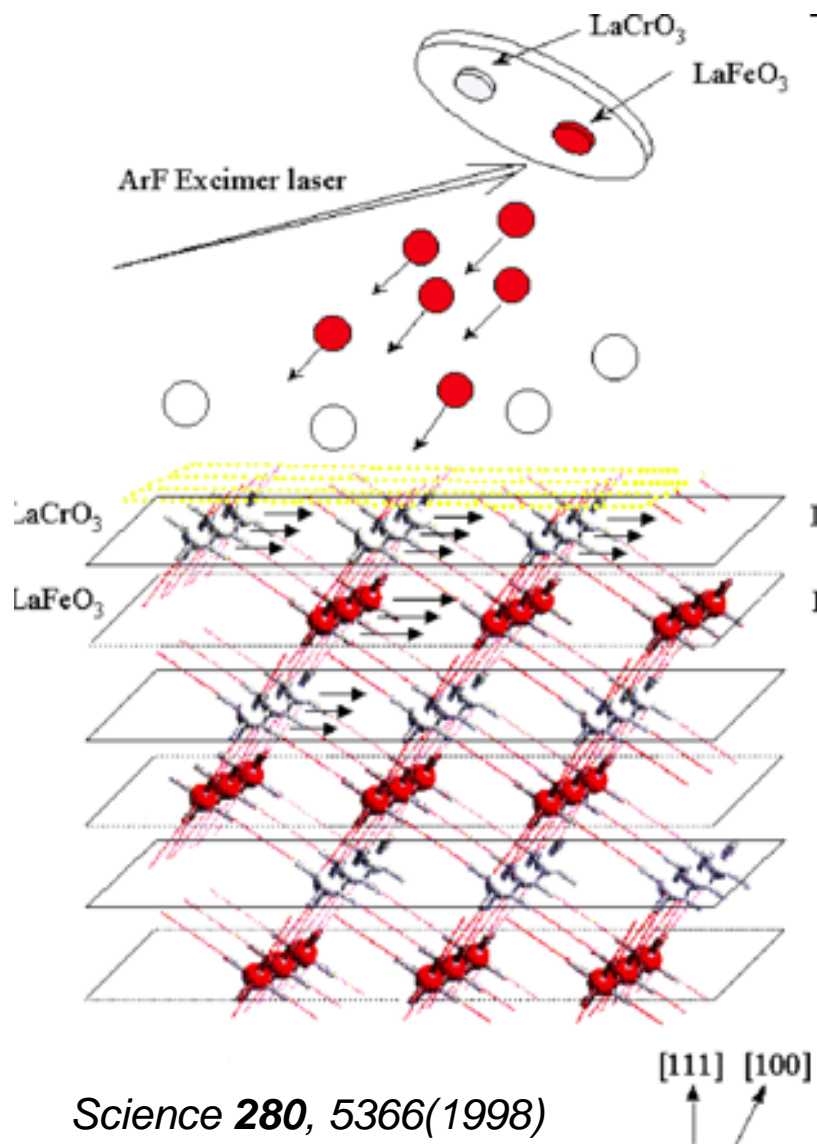 LaCrO₃
LaFeO₃
ArF Excimer laser
LaCrO₃
LaFeO₃
[111] [100]
Science 280, 5366(1998)